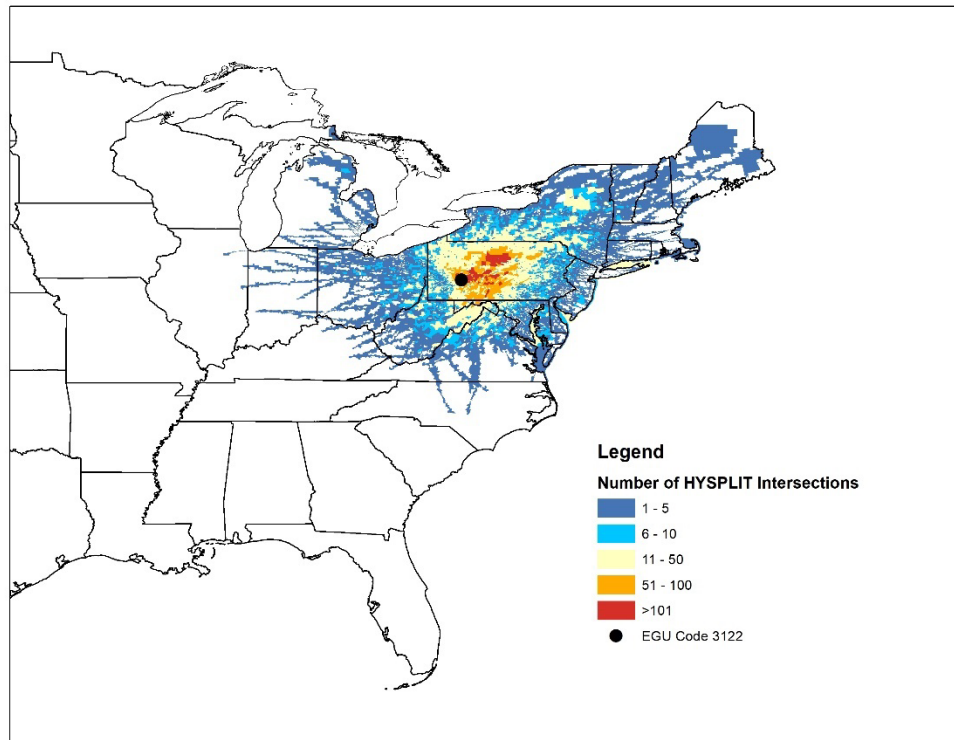 Legend
Number of HYSPLIT Intersections
1 - 5
6 - 10
11 - 50
51 - 100
>101
EGU Code 3122